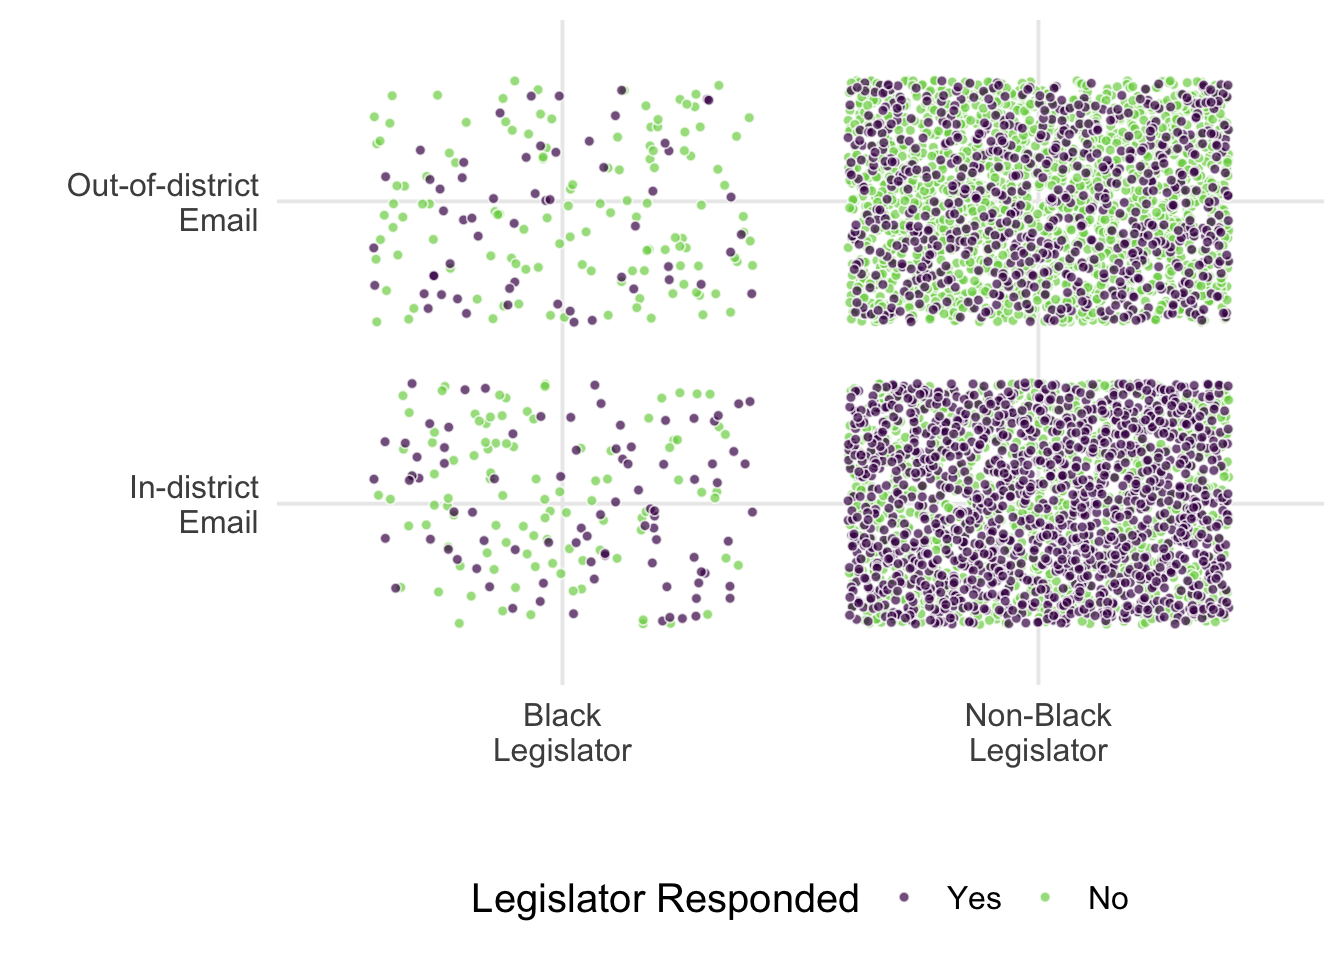 Out-of-district
Email
In-district
Email
Black
Legislator
Non-Black
Legislator
Legislator Responded Yes No